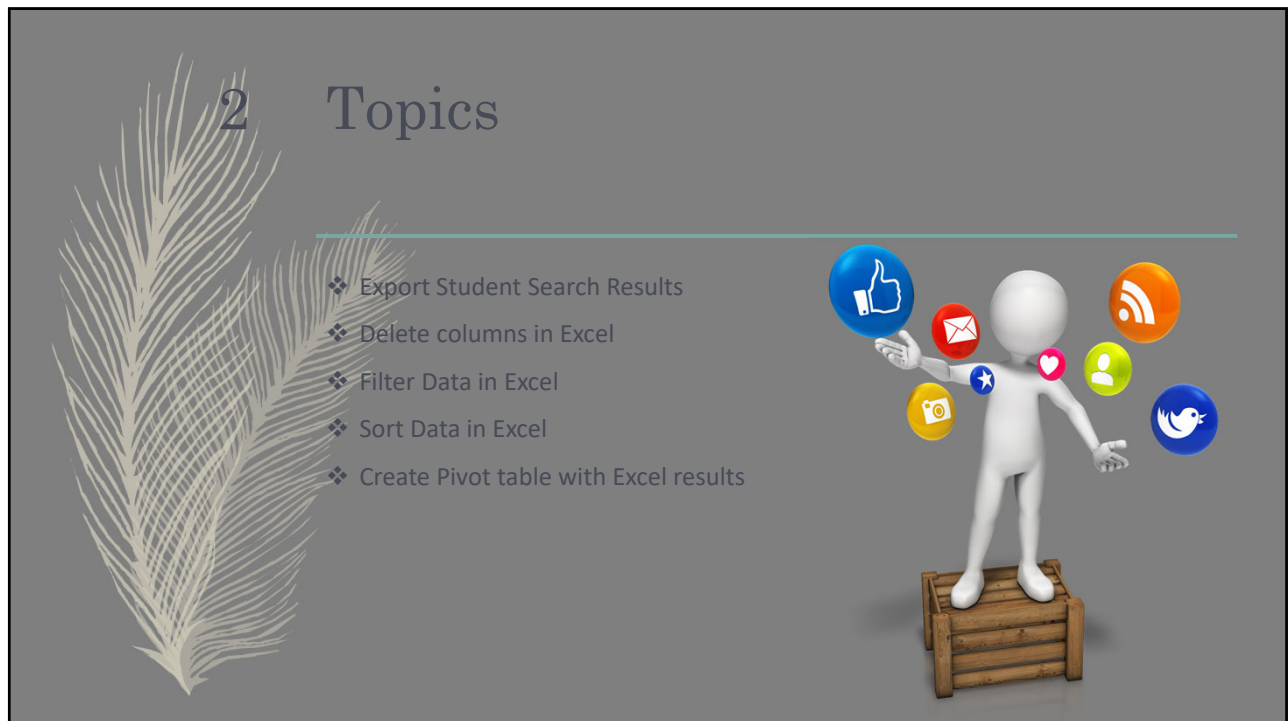 2 Topics
❖ Export Student Search Results
❖ Delete columns in Excel
❖ Filter Data in Excel
❖ Sort Data in Excel
❖ Create Pivot table with Excel results